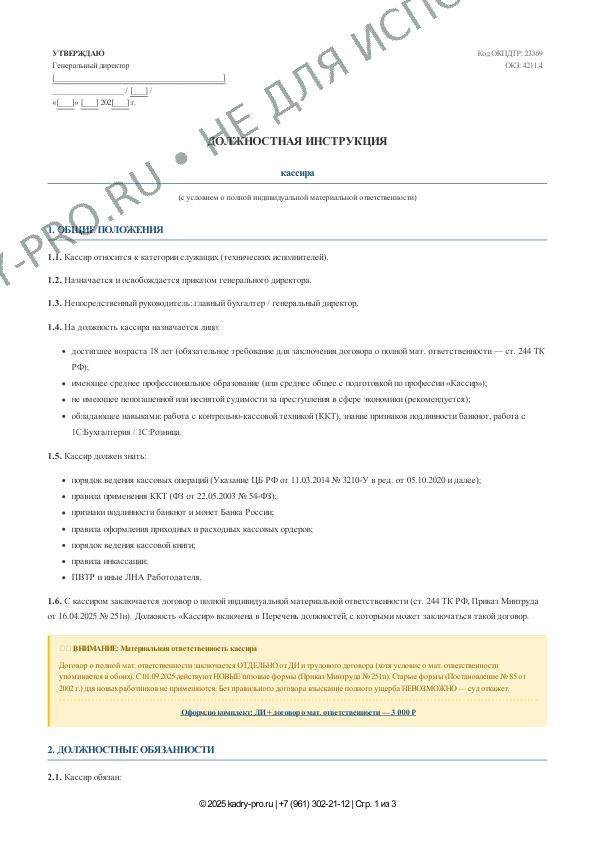 УТВЕРЖДАЮ
Генеральный директор
[________________________________________]
__________________ / [___] /
«[___]» [___] 202[___] г.
Код ОКПДТР: 23369
ОКЗ: 4211.4
Y-PRO.RU • НЕ ДЛЯ ИСПО
ДОЛЖНОСТНАЯ ИНСТРУКЦИЯ
кассира
(с условием о полной индивидуальной материальной ответственности)
1. ОБЩИЕ ПОЛОЖЕНИЯ
1.1. Кассир относится к категории служащих (технических исполнителей).
1.2. Назначается и освобождается приказом генерального директора.
1.3. Непосредственный руководитель: главный бухгалтер / генеральный директор.
1.4. На должность кассира назначается лицо:
• достигшее возраста 18 лет (обязательное требование для заключения договора о полной мат. ответственности — ст. 244 ТК
РФ);
• имеющее среднее профессиональное образование (или среднее общее с подготовкой по профессии «Кассир»);
• не имеющее непогашенной или неснятой судимости за преступления в сфере экономики (рекомендуется);
• обладающее навыками: работа с контрольно-кассовой техникой (ККТ), знание признаков подлинности банкнот, работа с
1С:Бухгалтерия / 1С:Розница.
1.5. Кассир должен знать:
• порядок ведения кассовых операций (Указание ЦБ РФ от 11.03.2014 № 3210-У в ред. от 05.10.2020 и далее);
• правила применения ККТ (ФЗ от 22.05.2003 № 54-ФЗ);
• признаки подлинности банкнот и монет Банка России;
• правила оформления приходных и расходных кассовых ордеров;
• порядок ведения кассовой книги;
• правила инкассации;
• ПВТР и иные ЛНА Работодателя.
1.6. С кассиром заключается договор о полной индивидуальной материальной ответственности (ст. 244 ТК РФ, Приказ Минтруда
от 16.04.2025 № 251н). Должность «Кассир» включена в Перечень должностей, с которыми может заключаться такой договор.
ВНИМАНИЕ: Материальная ответственность кассира
Договор о полной мат. ответственности заключается ОТДЕЛЬНО от ДИ и трудового договора (хотя условие о мат. ответственности
упоминается в обоих). С 01.09.2025 действуют НОВЫЕ типовые формы (Приказ Минтруда № 251н). Старые формы (Постановление № 85 от
2002 г.) для новых работников не применяются. Без правильного договора взыскание полного ущерба НЕВОЗМОЖНО — суд откажет.
Оформлю комплект: ДИ + договор о мат. ответственности — 3 000 ₽
2. ДОЛЖНОСТНЫЕ ОБЯЗАННОСТИ
2.1. Кассир обязан:
© 2025 kadry-pro.ru | +7 (961) 302-21-12 | Стр. 1 из 3